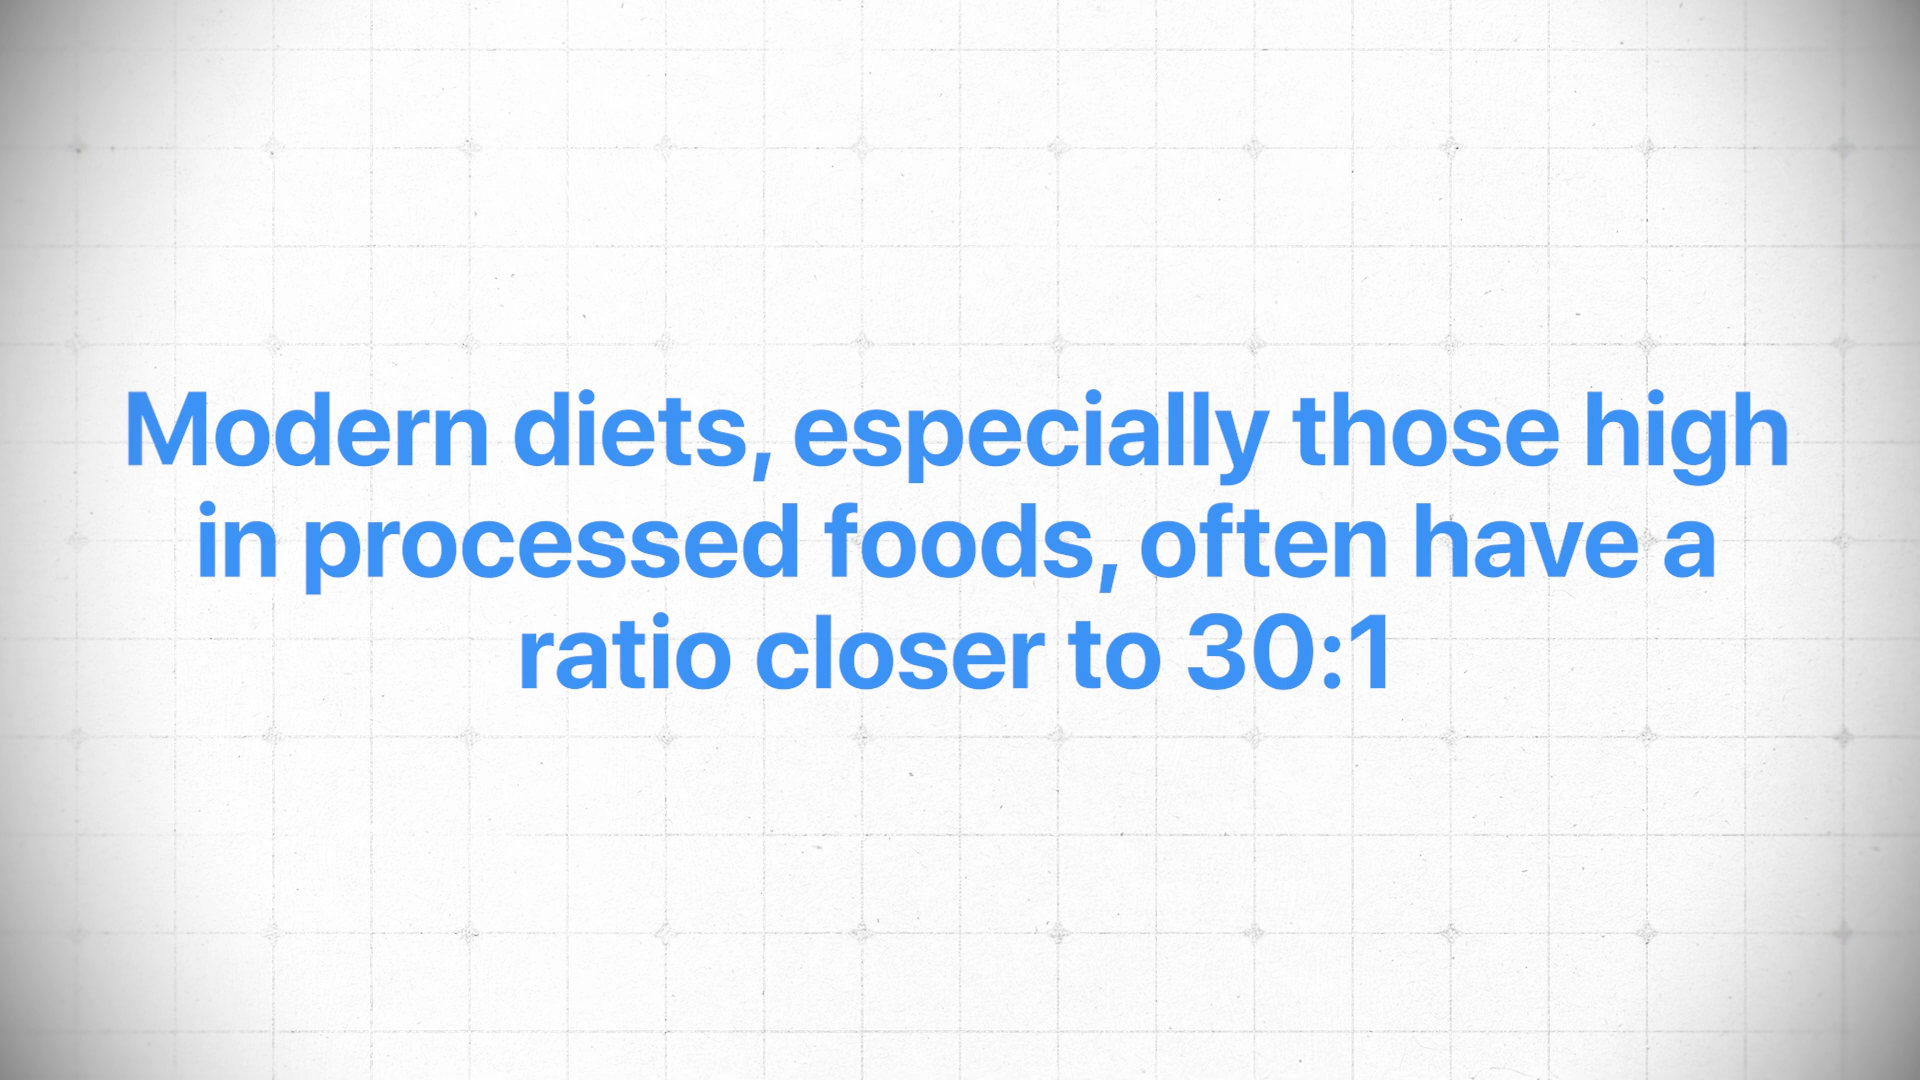 Modern diets, especially those high
in processed foods, often have a
ratio closer to 30:1